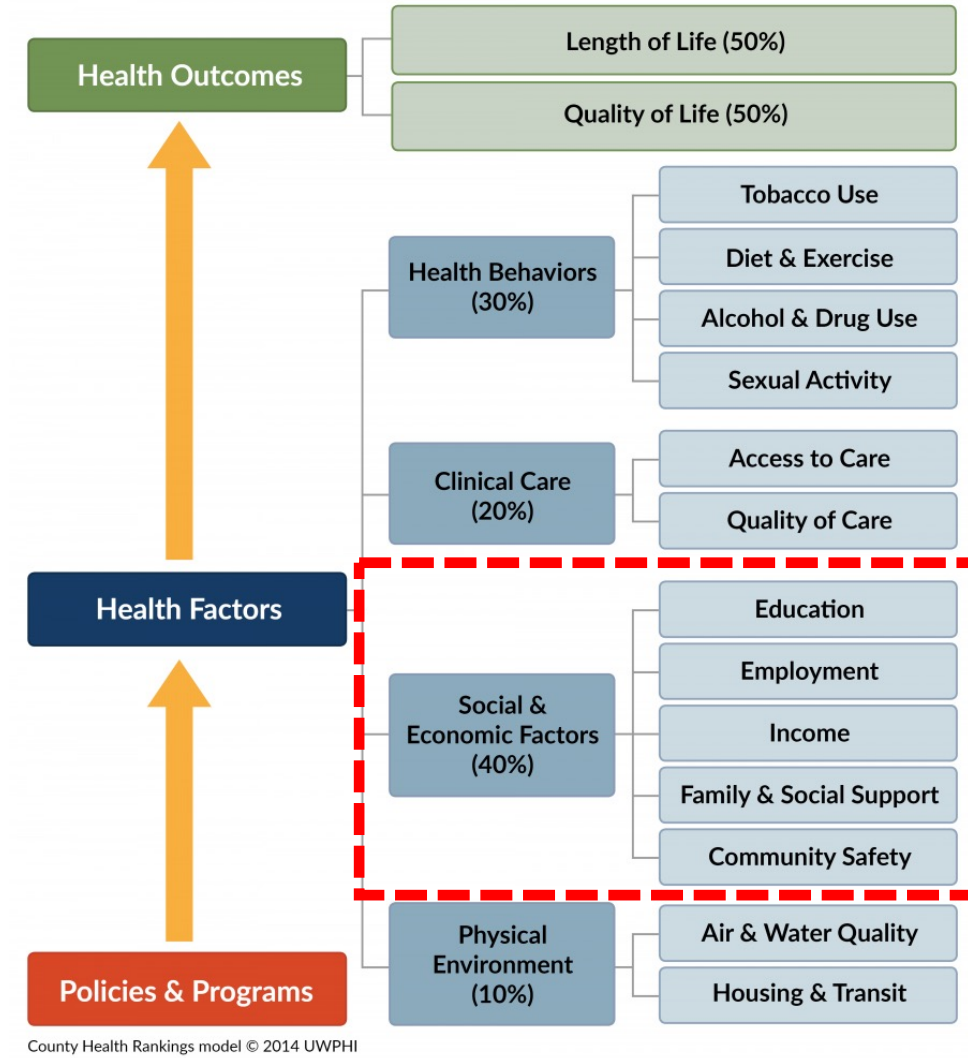 Health Outcomes
Length of Life (50%)
Quality of Life (50%)
Health Behaviors
(30%)
Tobacco Use
Diet & Exercise
Alcohol & Drug Use
Sexual Activity
Clinical Care
(20%)
Access to Care
Quality of Care
Health Factors
Social &
Economic Factors
(40%)
Education
Employment
Income
Family & Social Support
Community Safety
Physical
Environment
(10%)
Air & Water Quality
Housing & Transit
Policies & Programs
County Health Rankings model © 2014 UWPHI